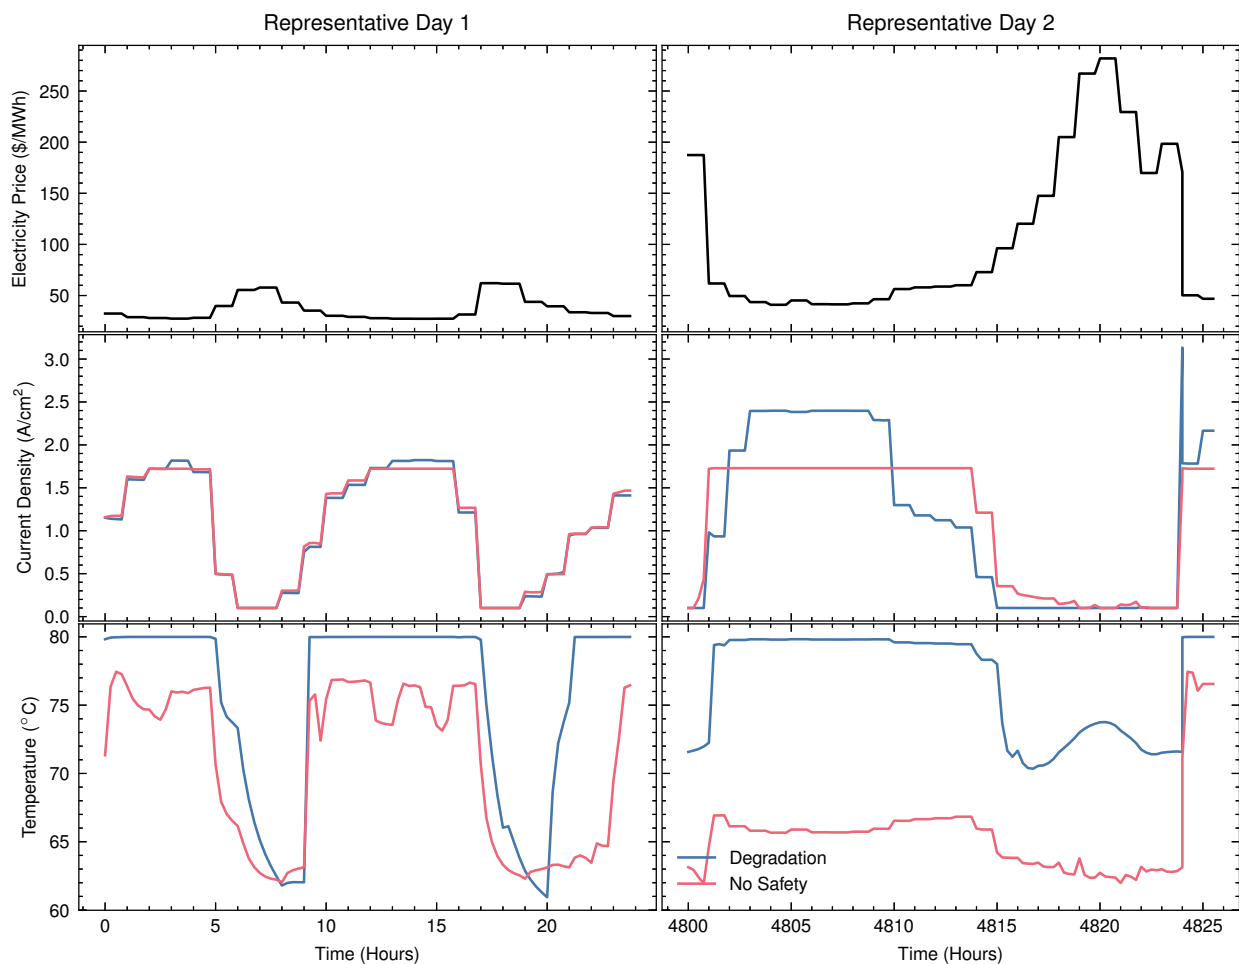 Representative Day 1
Representative Day 2
Electricity Price ($/MWh)
250
200
150
100
50
Current Density (A/cm²)
3.0
2.5
2.0
1.5
1.0
0.5
0.0
Temperature (°C)
80
75
70
65
60
Degradation
No Safety
0 5 10 15 20
4800 4805 4810 4815 4820 4825
Time (Hours)
Time (Hours)